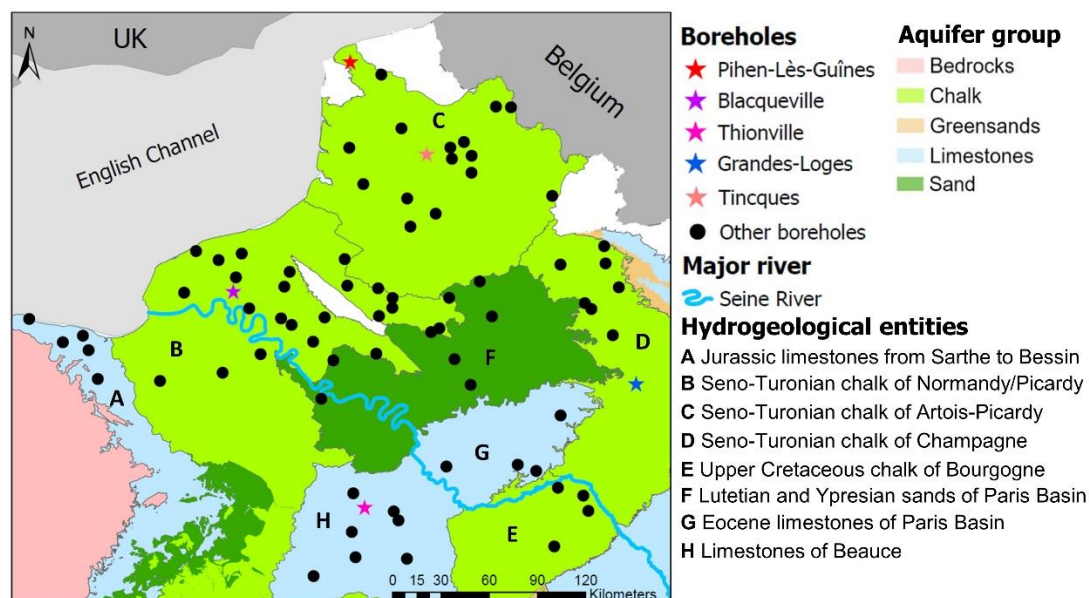 N
UK
Belgium
English Channel
C
B
D
A
F
G
H
E
0 15 30 60 90 120
Kilometers
Boreholes
Pihen-Lès-Guînes
Blacqueville
Thionville
Grandes-Loges
Tincques
Other boreholes
Major river
Seine River
Aquifer group
Bedrocks
Chalk
Greensands
Limestones
Sand
Hydrogeological entities
A Jurassic limestones from Sarthe to Bessin
B Seno-Turonian chalk of Normandy/Picardy
C Seno-Turonian chalk of Artois-Picardy
D Seno-Turonian chalk of Champagne
E Upper Cretaceous chalk of Bourgogne
F Lutetian and Ypresian sands of Paris Basin
G Eocene limestones of Paris Basin
H Limestones of Beauce